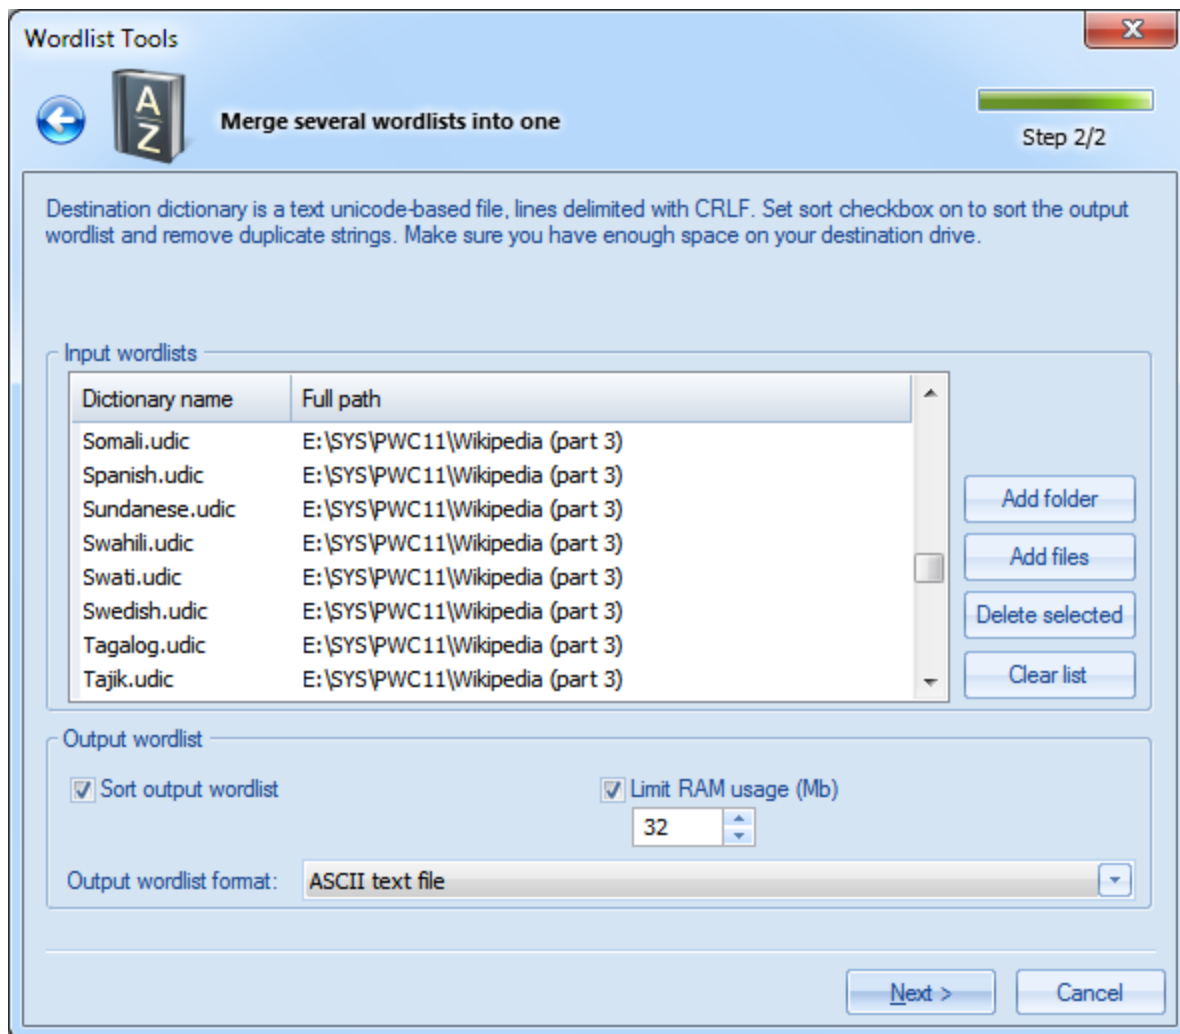 Wordlist Tools
X
A
Z
Merge several wordlists into one
Step 2/2
Destination dictionary is a text unicode-based file, lines delimited with CRLF. Set sort checkbox on to sort the output
wordlist and remove duplicate strings. Make sure you have enough space on your destination drive.
Input wordlists
Dictionary name Full path
Somali.udic E:\SYS\PWC11\Wikipedia (part 3)
Spanish.udic E:\SYS\PWC11\Wikipedia (part 3)
Sundanese.udic E:\SYS\PWC11\Wikipedia (part 3)
Swahili.udic E:\SYS\PWC11\Wikipedia (part 3)
Swati.udic E:\SYS\PWC11\Wikipedia (part 3)
Swedish.udic E:\SYS\PWC11\Wikipedia (part 3)
Tagalog.udic E:\SYS\PWC11\Wikipedia (part 3)
Tajik.udic E:\SYS\PWC11\Wikipedia (part 3)
Add folder
Add files
Delete selected
Clear list
Output wordlist
Sort output wordlist
Limit RAM usage (Mb)
32
Output wordlist format: ASCII text file
Next >
Cancel